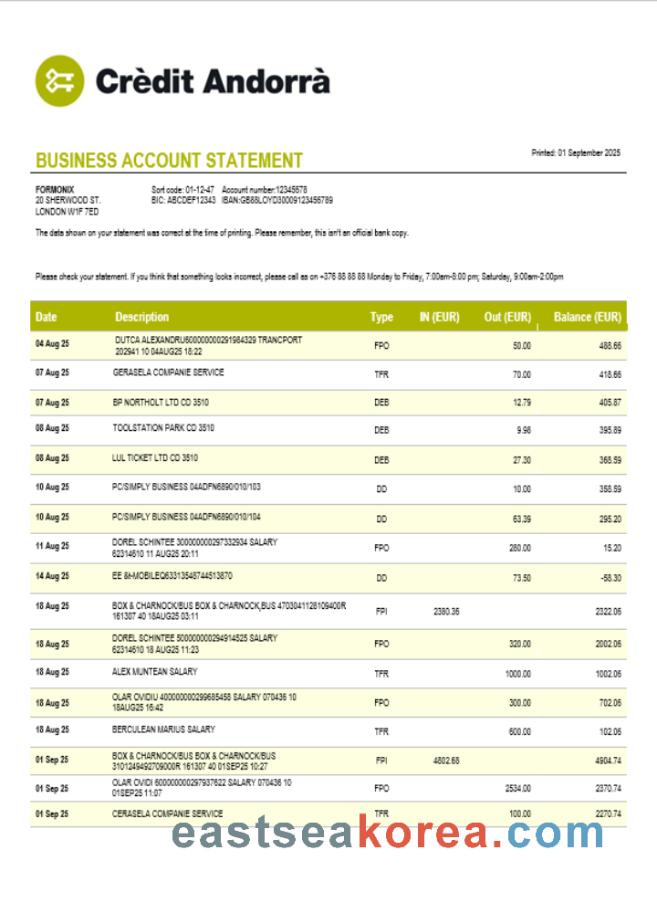 Crèdit Andorrà
BUSINESS ACCOUNT STATEMENT
Printed: 01 September 2025
FORMONIX
20 SHERWOOD ST.
LONDON W1F 7ED
Sort code: 01-12-47 Account number:12345678
BIC: ABCDEF12343 IBAN:GB88LOYD30009123456789
The data shown on your statement was correct at the time of printing. Please remember, this isn't an official bank copy.
Please check your statement. If you think that something looks incorrect, please call as on +376 88 88 88 Monday to Friday, 7:00am-8:00 pm; Saturday, 9:00am-2:00pm
Date Description Type IN (EUR) Out (EUR) Balance (EUR)
04 Aug 25 DUTCA ALEXANDRU600000000291984329 TRANCPORT FPO 50.00 488.66
202941 10 04AUG25 18:22
07 Aug 25 GERASELA COMPANIE SERVICE TFR 70.00 418.66
07 Aug 25 BP NORTHOLT LTD CD 3510 DEB 12.79 405.87
08 Aug 25 TOOLSTATION PARK CD 3510 DEB 9.98 395.89
08 Aug 25 LUL TICKET LTD CD 3510 DEB 27.30 368.59
10 Aug 25 PC/SIMPLY BUSINESS 04ADFN6890/010/103 DD 10.00 358.59
10 Aug 25 PC/SIMPLY BUSINESS 04ADFN6890/010/104 DD 63.39 295.20
11 Aug 25 DOREL SCHINTEE 300000000297332934 SALARY FPO 280.00 15.20
62314610 11 AUG25 20:11
14 Aug 25 EE &MOBILEQ63313548744513870 DD 73.50 -58.30
18 Aug 25 BOX & CHARNOCK/BUS BOX & CHARNOCK,BUS 4703041128109400R FPI 2380.36 2322.06
161307 40 18AUG25 03:11
18 Aug 25 DOREL SCHINTEE 500000000294914525 SALARY FPO 320.00 2002.06
62314610 18 AUG25 11:23
18 Aug 25 ALEX MUNTEAN SALARY TFR 1000.00 1002.06
18 Aug 25 OLAR OVIDIU 400000000299685458 SALARY 070436 10 FPO 300.00 702.06
18AUG25 16:42
18 Aug 25 BERCULEAN MARIUS SALARY TFR 600.00 102.06
01 Sep 25 BOX & CHARNOCK/BUS BOX & CHARNOCK/BUS FPI 4802.68 4904.74
3101249492709000R 161307 40 01SEP25 10:27
01 Sep 25 OLAR OVIDI 600000000297937622 SALARY 070436 10 FPO 2534.00 2370.74
01SEP25 11:07
01 Sep 25 CERASELA COMPANIE SERVICE TFR 100.00 2270.74
eastseakorea.com